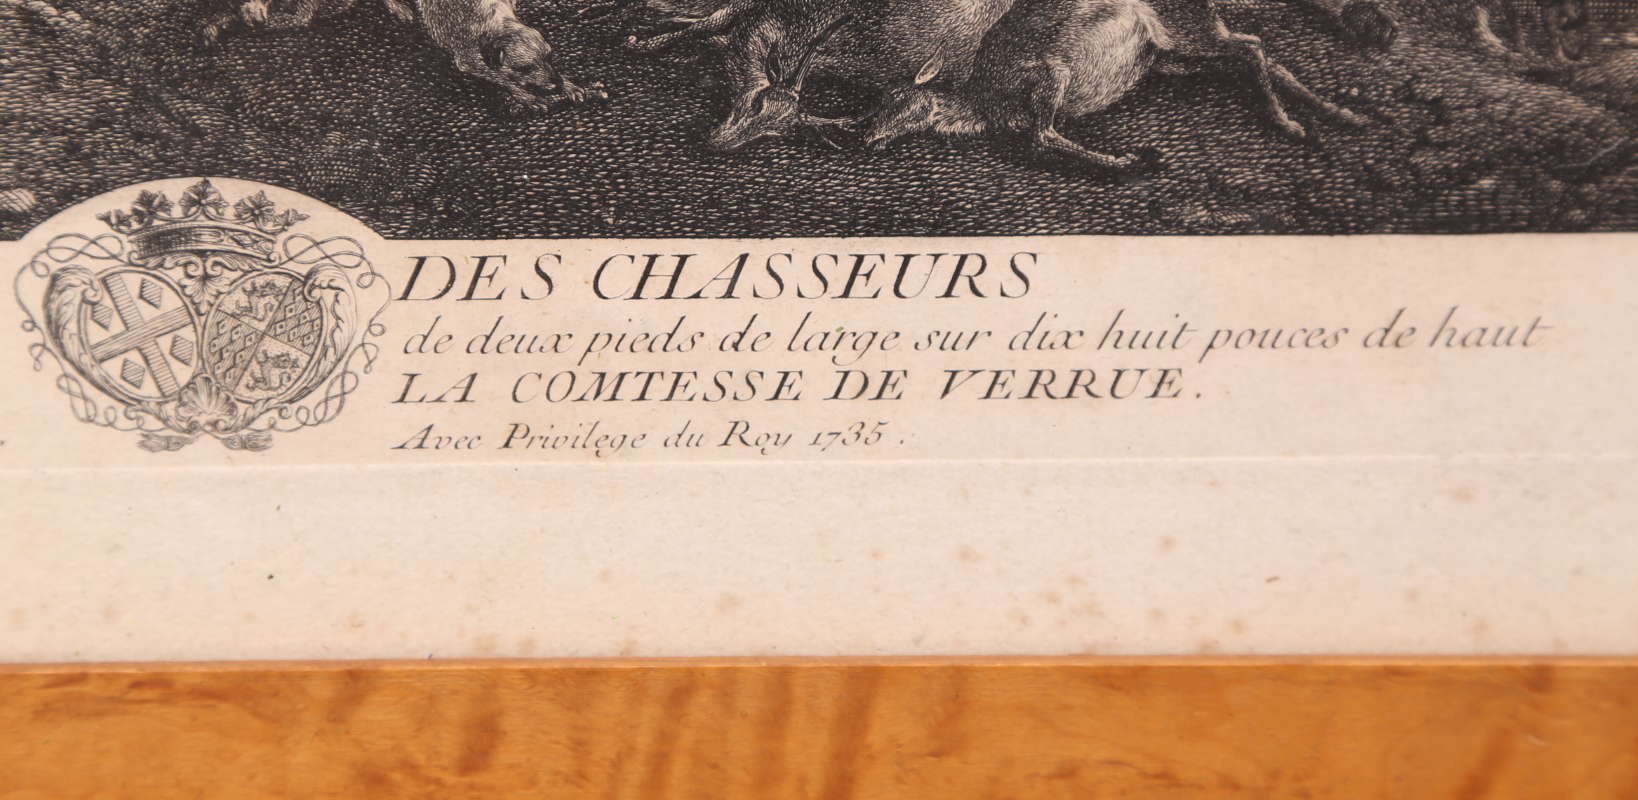 DES CHASSEURS
de deux pieds de large sur dix huit pouces de haut
LA COMTESSE DE VERRUE.
Avec Privilege du Roy 1735.